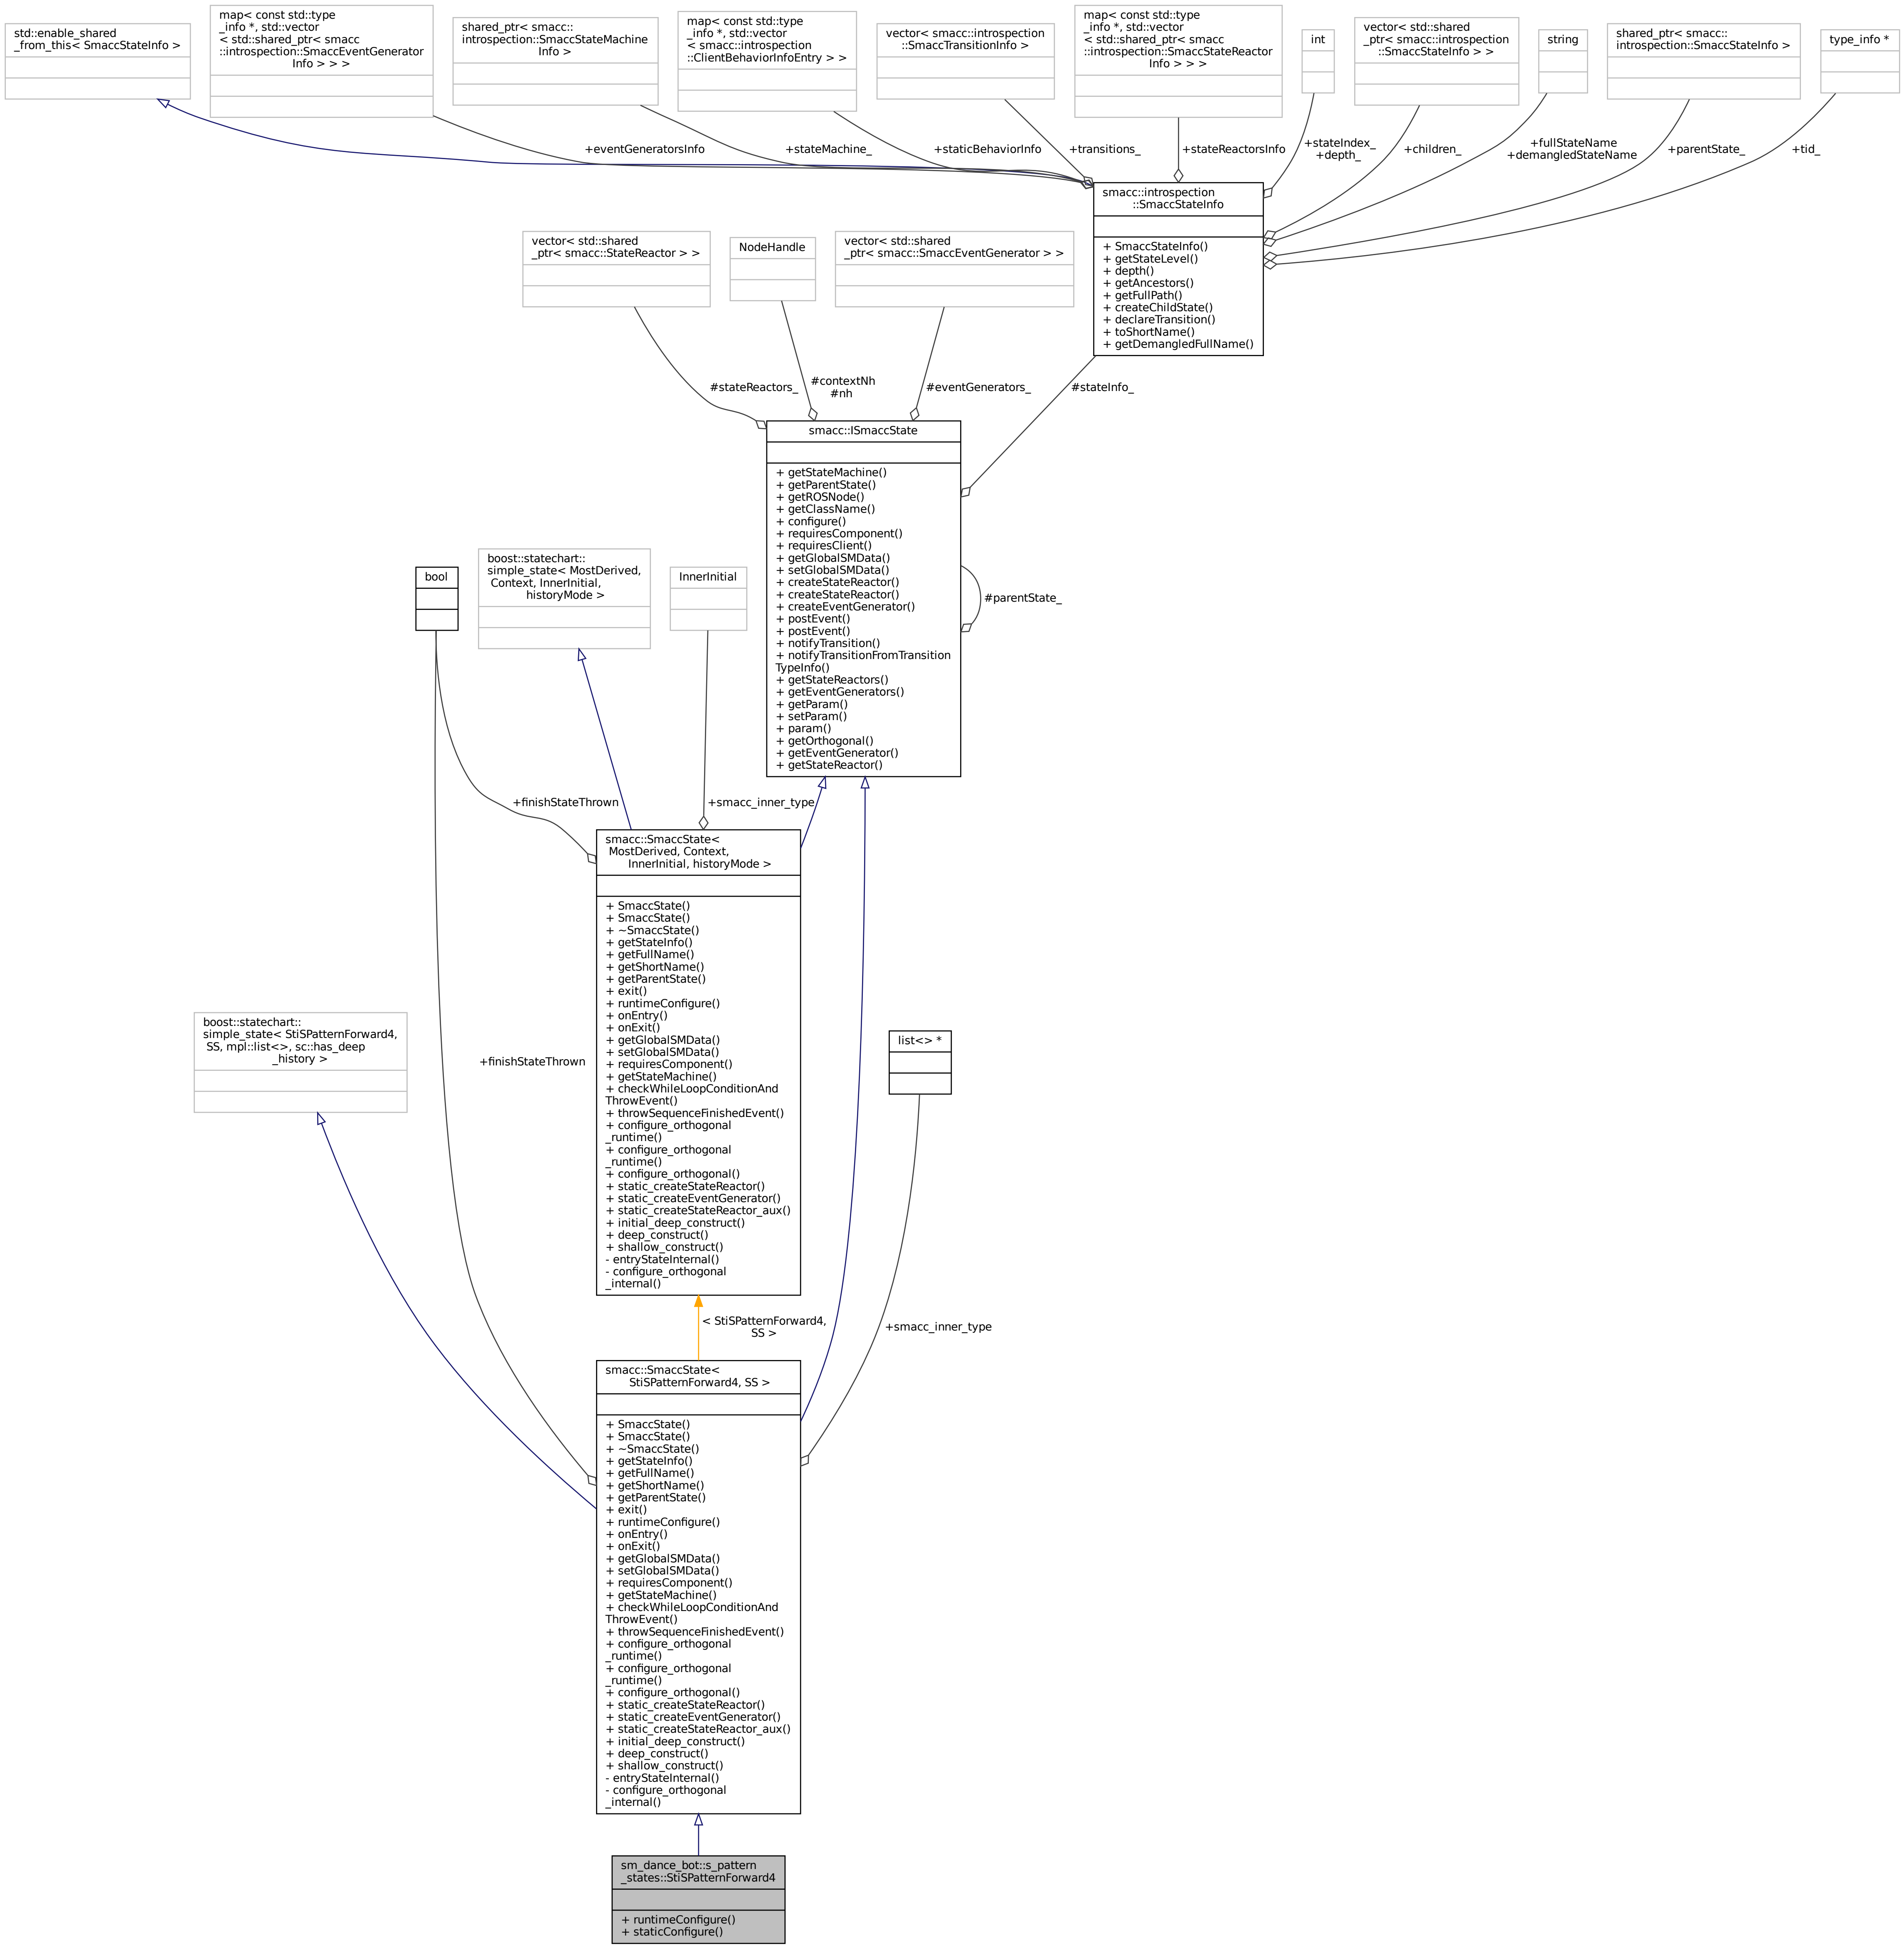 std::enable_shared
_from_this< SmaccStateInfo >
map< const std::type
_info *, std::vector
< std::shared_ptr< smacc
::introspection::SmaccEventGenerator
Info > > >
shared_ptr< smacc::
introspection::SmaccStateMachine
Info >
map< const std::type
_info *, std::vector
< smacc::introspection
::ClientBehaviorInfoEntry > >
vector< smacc::introspection
::SmaccTransitionInfo >
map< const std::type
_info *, std::vector
< std::shared_ptr< smacc
::introspection::SmaccStateReactor
Info > > >
int
vector< std::shared
_ptr< smacc::introspection
::SmaccStateInfo > >
string
shared_ptr< smacc::
introspection::SmaccStateInfo >
type_info *
+eventGeneratorsInfo
+stateMachine_
+staticBehaviorInfo
+transitions_
+stateReactorsInfo
+stateIndex_
+depth_
+children_
+fullStateName
+demangledStateName
+parentState_
+tid_
smacc::introspection
::SmaccStateInfo
+ SmaccStateInfo()
+ getStateLevel()
+ depth()
+ getAncestors()
+ getFullPath()
+ createChildState()
+ declareTransition()
+ toShortName()
+ getDemangledFullName()
vector< std::shared
_ptr< smacc::StateReactor > >
NodeHandle
vector< std::shared
_ptr< smacc::SmaccEventGenerator > >
#stateReactors_
#contextNh
#nh
#eventGenerators_
#stateInfo_
smacc::ISmaccState
+ getStateMachine()
+ getParentState()
+ getROSNode()
+ getClassName()
+ configure()
+ requiresComponent()
+ requiresClient()
+ getGlobalSMData()
+ setGlobalSMData()
+ createStateReactor()
+ createStateReactor()
+ createEventGenerator()
+ postEvent()
+ postEvent()
+ notifyTransition()
+ notifyTransitionFromTransition
TypeInfo()
+ getStateReactors()
+ getEventGenerators()
+ getParam()
+ setParam()
+ param()
+ getOrthogonal()
+ getEventGenerator()
+ getStateReactor()
#parentState_
bool
boost::statechart::
simple_state< MostDerived,
Context, InnerInitial,
historyMode >
InnerInitial
+finishStateThrown
+smacc_inner_type
smacc::SmaccState<
MostDerived, Context,
InnerInitial, historyMode >
+ SmaccState()
+ SmaccState()
+ ~SmaccState()
+ getStateInfo()
+ getFullName()
+ getShortName()
+ getParentState()
+ exit()
+ runtimeConfigure()
+ onEntry()
+ onExit()
+ getGlobalSMData()
+ setGlobalSMData()
+ requiresComponent()
+ getStateMachine()
+ checkWhileLoopConditionAnd
ThrowEvent()
+ throwSequenceFinishedEvent()
+ configure_orthogonal
_runtime()
+ configure_orthogonal
_runtime()
+ configure_orthogonal()
+ static_createStateReactor()
+ static_createEventGenerator()
+ static_createStateReactor_aux()
+ initial_deep_construct()
+ deep_construct()
+ shallow_construct()
- entryStateInternal()
- configure_orthogonal
_internal()
boost::statechart::
simple_state< StiSPatternForward4,
SS, mpl::list<>, sc::has_deep
_history >
+finishStateThrown
list<> *
< StiSPatternForward4,
SS >
+smacc_inner_type
smacc::SmaccState<
StiSPatternForward4, SS >
+ SmaccState()
+ SmaccState()
+ ~SmaccState()
+ getStateInfo()
+ getFullName()
+ getShortName()
+ getParentState()
+ exit()
+ runtimeConfigure()
+ onEntry()
+ onExit()
+ getGlobalSMData()
+ setGlobalSMData()
+ requiresComponent()
+ getStateMachine()
+ checkWhileLoopConditionAnd
ThrowEvent()
+ throwSequenceFinishedEvent()
+ configure_orthogonal
_runtime()
+ configure_orthogonal
_runtime()
+ configure_orthogonal()
+ static_createStateReactor()
+ static_createEventGenerator()
+ static_createStateReactor_aux()
+ initial_deep_construct()
+ deep_construct()
+ shallow_construct()
- entryStateInternal()
- configure_orthogonal
_internal()
sm_dance_bot::s_pattern
_states::StiSPatternForward4
+ runtimeConfigure()
+ staticConfigure()